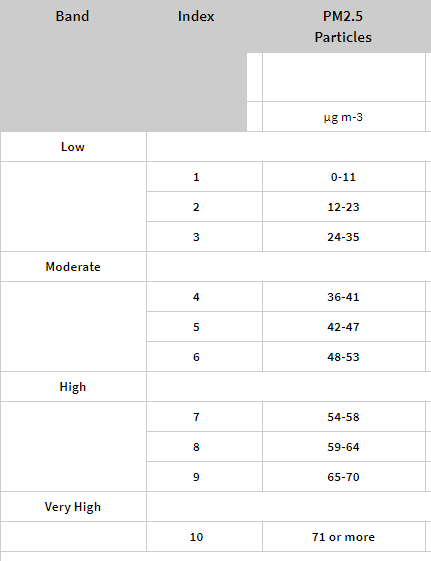 Band Index PM2.5
Particles
µg m-3
Low
1 0-11
2 12-23
3 24-35
Moderate
4 36-41
5 42-47
6 48-53
High
7 54-58
8 59-64
9 65-70
Very High
10 71 or more